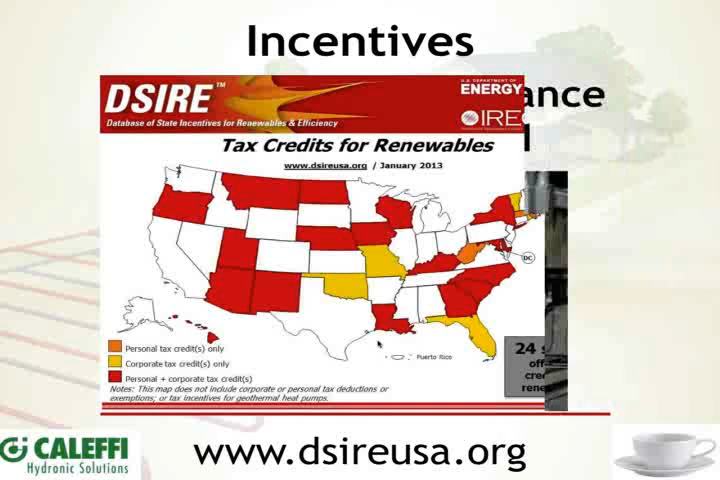 Incentives
ance
DSIRE™
Database of State Incentives for Renewables & Efficiency
U.S. DEPARTMENT OF
ENERGY
IRE
Tax Credits for Renewables
www.dsireusa.org / January 2013
DC
Puerto Rico
Personal tax credit(s) only
Corporate tax credit(s) only
Personal + corporate tax credit(s)
Notes: This map does not include corporate or personal tax deductions or
exemptions; or tax incentives for geothermal heat pumps.
24 s
off
cre
rene
CALEFFI
Hydronic Solutions
www.dsireusa.org